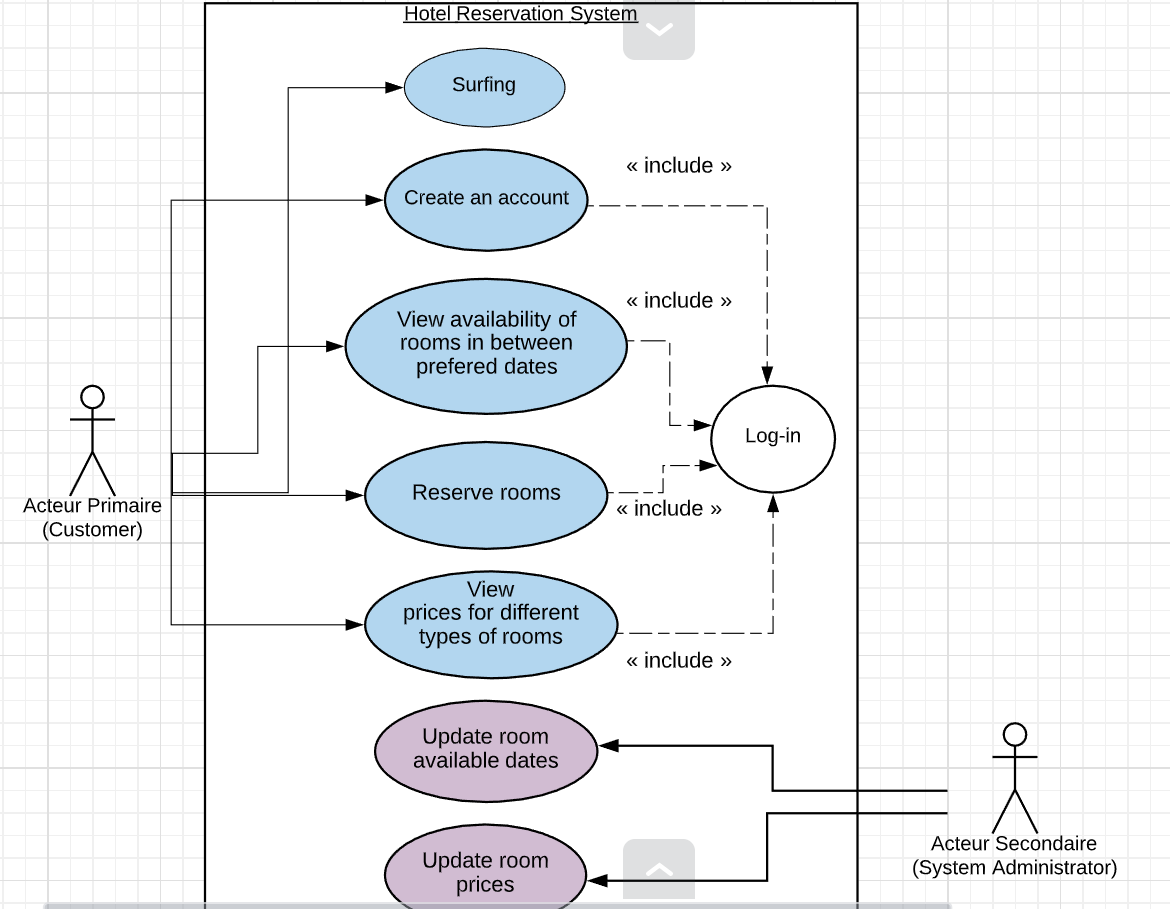 Hotel Reservation System
Surfing
« include »
Create an account
« include »
View availability of
rooms in between
prefered dates
Log-in
Reserve rooms
« include »
Acteur Primaire
(Customer)
View
prices for different
types of rooms
« include »
Update room
available dates
Acteur Secondaire
(System Administrator)
Update room
prices